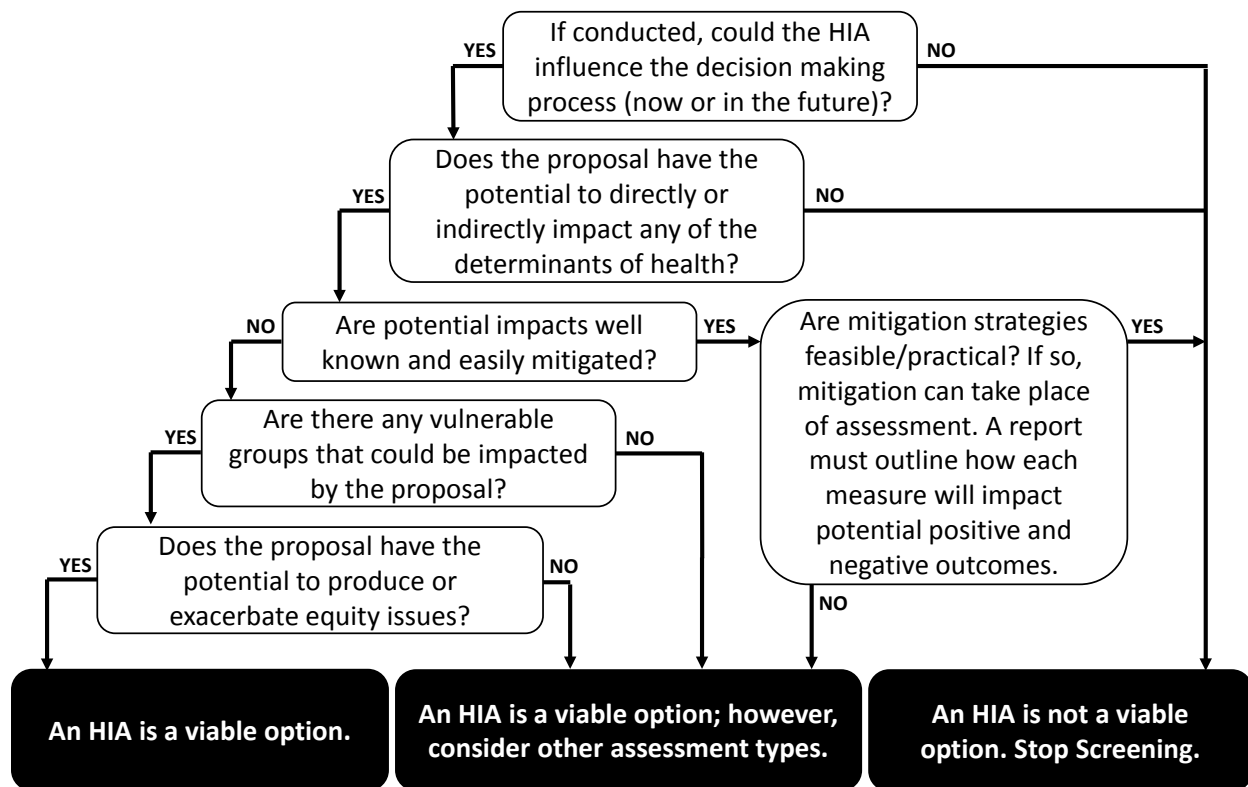 If conducted, could the HIA
influence the decision making
process (now or in the future)?
YES
NO
Does the proposal have the
potential to directly or
indirectly impact any of the
determinants of health?
YES
NO
Are potential impacts well
known and easily mitigated?
NO
YES
Are mitigation strategies
feasible/practical? If so,
mitigation can take place
of assessment. A report
must outline how each
measure will impact
potential positive and
negative outcomes.
YES
NO
Are there any vulnerable
groups that could be impacted
by the proposal?
YES
NO
Does the proposal have the
potential to produce or
exacerbate equity issues?
YES
NO
An HIA is a viable option.
An HIA is a viable option; however,
consider other assessment types.
An HIA is not a viable
option. Stop Screening.